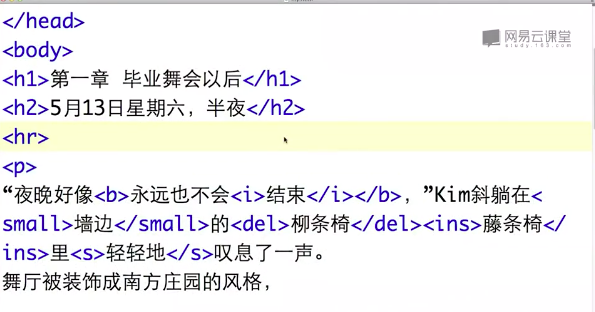 </head>
<body>
<h1>第一章 毕业舞会以后</h1>
<h2>5月13日星期六，半夜</h2>
<hr>
<p>
“夜晚好像<b>永远也不会<i>结束</i></b>，”Kim斜躺在<
small>墙边</small>的<del>柳条椅</del><ins>藤条椅</
ins>里<s>轻轻地</s>叹息了一声。
舞厅被装饰成南方庄园的风格，
网易云课堂
study.163.com